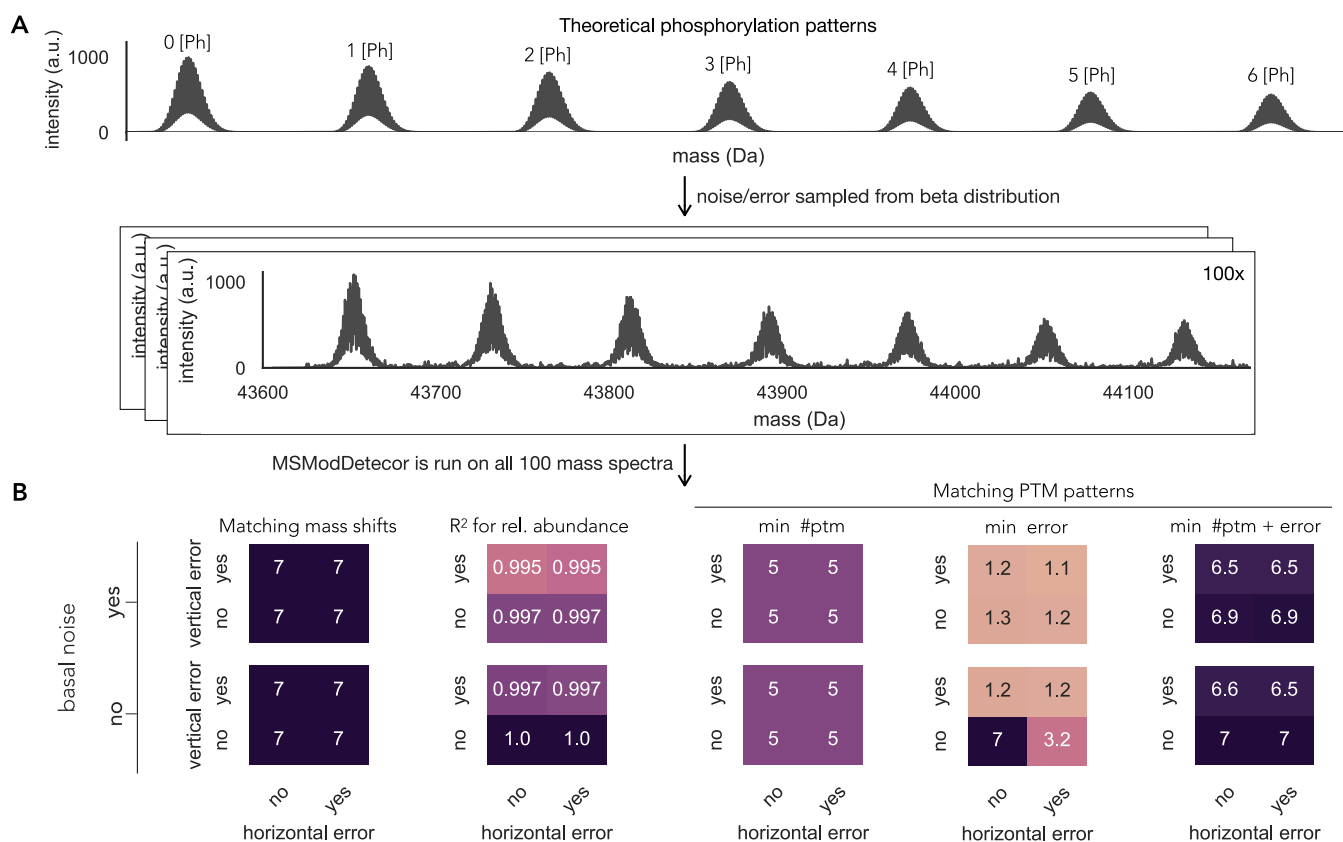 A
Theoretical phosphorylation patterns
0 [Ph]
1 [Ph]
2 [Ph]
3 [Ph]
4 [Ph]
5 [Ph]
6 [Ph]
intensity (a.u.)
1000
0
mass (Da)
noise/error sampled from beta distribution
intensity (a.u.)
intensity (a.u.)
intensity (a.u.)
100x
1000
0
43600 43700 43800 43900 44000 44100
mass (Da)
MSModDetecor is run on all 100 mass spectra
B
Matching PTM patterns
Matching mass shifts
R² for rel. abundance
min #ptm
min error
min #ptm + error
basal noise
yes
vertical error
yes 7 7
no 7 7
yes 0.995 0.995
no 0.997 0.997
yes 5 5
no 5 5
yes 1.2 1.1
no 1.3 1.2
yes 6.5 6.5
no 6.9 6.9
no
vertical error
yes 7 7
no 7 7
yes 0.997 0.997
no 1.0 1.0
yes 5 5
no 5 5
yes 1.2 1.2
no 7 3.2
yes 6.6 6.5
no 7 7
no yes
horizontal error
no yes
horizontal error
no yes
horizontal error
no yes
horizontal error
no yes
horizontal error